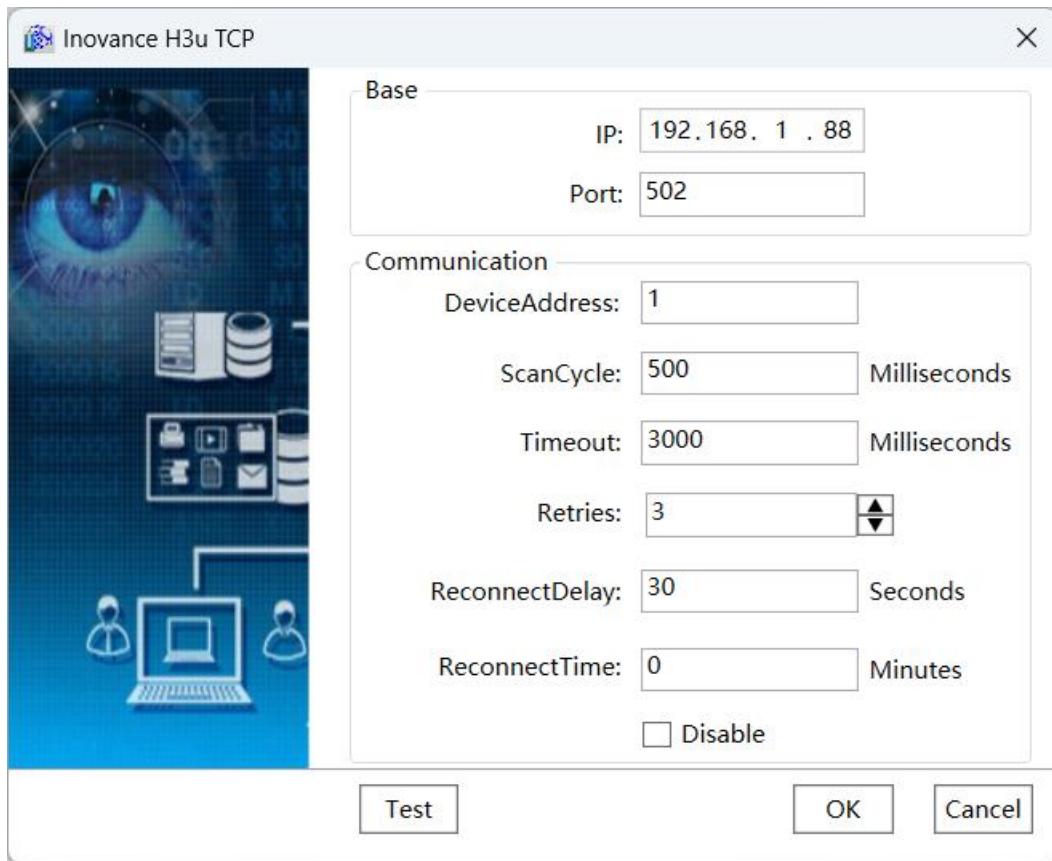 Inovance H3u TCP
Base
IP: 192.168. 1 . 88
Port: 502
Communication
DeviceAddress: 1
ScanCycle: 500 Milliseconds
Timeout: 3000 Milliseconds
Retries: 3
ReconnectDelay: 30 Seconds
ReconnectTime: 0 Minutes
Disable
Test OK Cancel